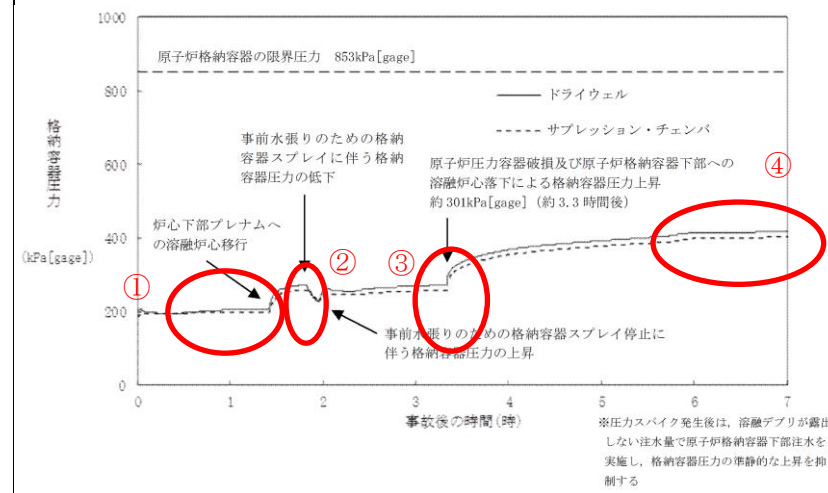 1000
原子炉格納容器の限界圧力 853kPa[gage]
800
ドライウェル
サプレッション・チェンバ
格納容器圧力
(kPa[gage])
600
事前水張りのための格納
容器スプレイに伴う格納
容器圧力の低下
原子炉圧力容器破損及び原子炉格納容器下部への
溶融炉心落下による格納容器圧力上昇
約301kPa[gage] (約3.3時間後)
④
400
炉心下部プレナムへ
の溶融炉心移行
①
②
③
200
事前水張りのための格納容器スプレイ停止に
伴う格納容器圧力の上昇
0
0 1 2 3 4 5 6 7
事故後の時間(時)
※圧力スパイク発生後は，溶融デブリが露出
しない注水量で原子炉格納容器下部注水を
実施し，格納容器圧力の準静的な上昇を抑
制する